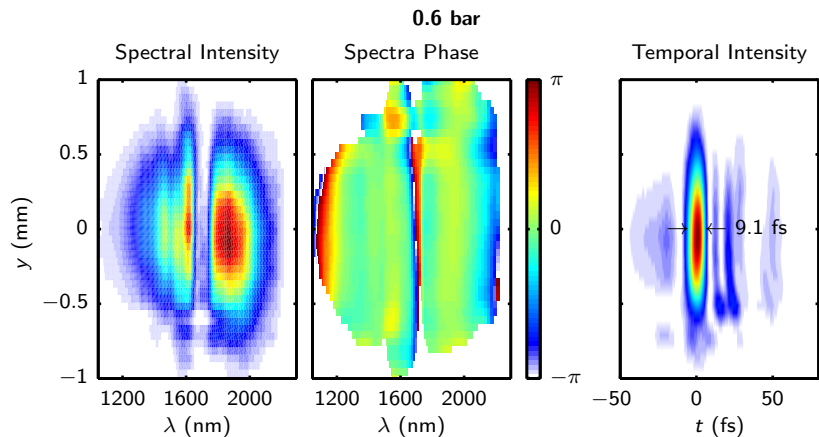 0.6 bar
Spectral Intensity
Spectra Phase
Temporal Intensity
1
0.5
0
−0.5
−1
y (mm)
1200 1600 2000
λ (nm)
1200 1600 2000
λ (nm)
π
0
−π
9.1 fs
−50 0 50
t (fs)